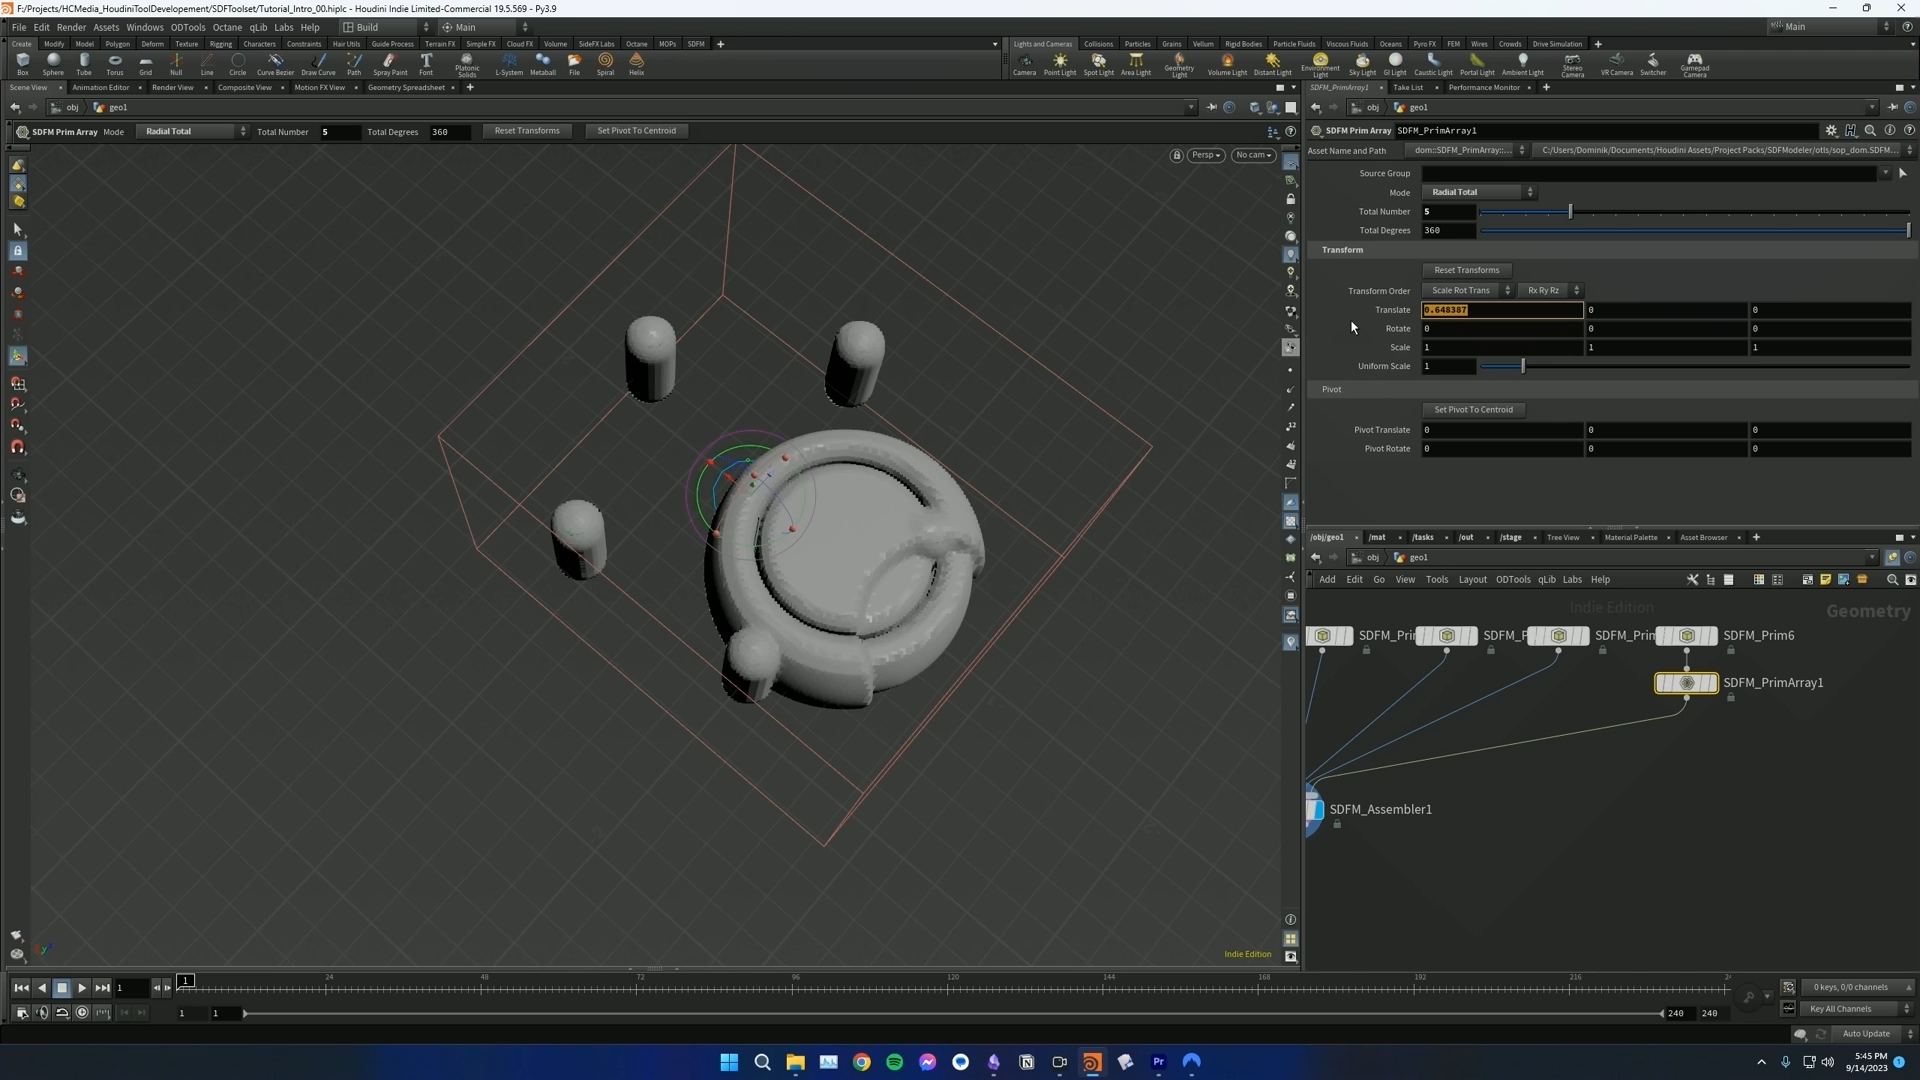 F:/Projects/HCMedia_HoudiniToolDevelopement/SDFToolset/Tutorial_Intro_00.hiplc - Houdini Indie Limited-Commercial 19.5.569 - Py3.9
File Edit Render Assets Windows ODTools Octane qLib Labs Help Build Main Main
Create Modify Model Polygon Deform Texture Rigging Characters Constraints Hair Utils Guide Process Terrain FX Simple FX Cloud FX Volume SideFX Labs Octane MOPs SDFM
Lights and Cameras Collisions Particles Grains Vellum Rigid Bodies Particle Fluids Viscous Fluids Oceans Pyro FX FEM Wires Crowds Drive Simulation
Box Sphere Tube Torus Grid Null Line Circle Curve Bezier Draw Curve Path Spray Paint Font Platonic Solids L-System Metaball File Spiral Helix
Camera Point Light Spot Light Area Light Geometry Light Volume Light Distant Light Environment Light Sky Light GI Light Caustic Light Portal Light Ambient Light Stereo Camera VR Camera Switcher Gamepad Camera
Scene View Animation Editor Render View Composite View Motion FX View Geometry Spreadsheet
SDFM_PrimArray1 Take List Performance Monitor
obj geo1
obj geo1
SDFM Prim Array Mode Radial Total Total Number 5 Total Degrees 360 Reset Transforms Set Pivot To Centroid
SDFM Prim Array SDFM_PrimArray1
Asset Name and Path dom::SDFM_PrimArray::... C:/Users/Dominik/Documents/Houdini Assets/Project Packs/SDFModeler/otls/sop_dom.SDFM...
Persp No cam
Source Group
Mode Radial Total
Total Number 5
Total Degrees 360
Transform
Reset Transforms
Transform Order Scale Rot Trans Rx Ry Rz
Translate 0.648387 0 0
Rotate 0 0 0
Scale 1 1 1
Uniform Scale 1
Pivot
Set Pivot To Centroid
Pivot Translate 0 0 0
Pivot Rotate 0 0 0
/obj/geo1 /mat /tasks /out /stage Tree View Material Palette Asset Browser
obj geo1
Add Edit Go View Tools Layout ODTools qLib Labs Help
Indie Edition Geometry
SDFM_Pri SDFM_P SDFM_Prim SDFM_Prim6
SDFM_PrimArray1
SDFM_Assembler1
Indie Edition
1 24 48 72 96 120 144 168 192 216
1
0 keys, 0/0 channels
1 1 240 240 Key All Channels
Auto Update
5:45 PM
9/14/2023
1